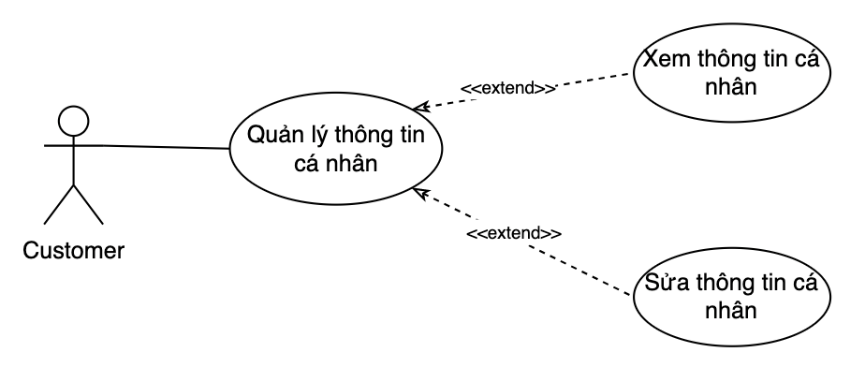 Xem thông tin cá
nhân
<<extend>>
Quản lý thông tin
cá nhân
Customer
<<extend>>
Sửa thông tin cá
nhân